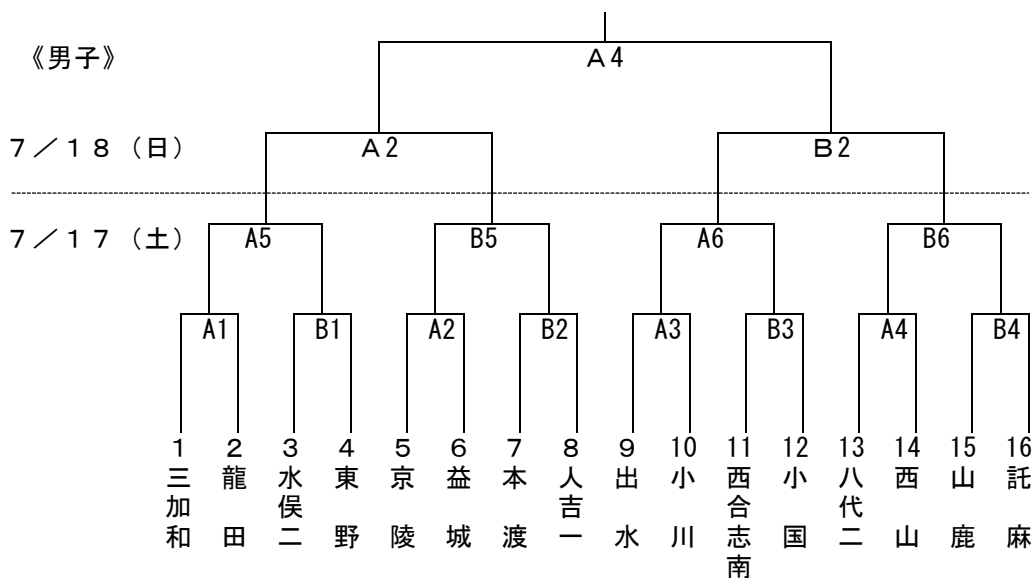 A4
《男子》
7／18（日）
A2 B2
7／17（土）
A5 B5 A6 B6
A1 B1 A2 B2 A3 B3 A4 B4
1 2 3 4 5 6 7 8 9 10 11 12 13 14 15 16
三加和
龍田
水俣二
東野
京陵
益城
本渡
人吉一
出水
小川
西合志南
小国
八代二
西山
山鹿
託麻